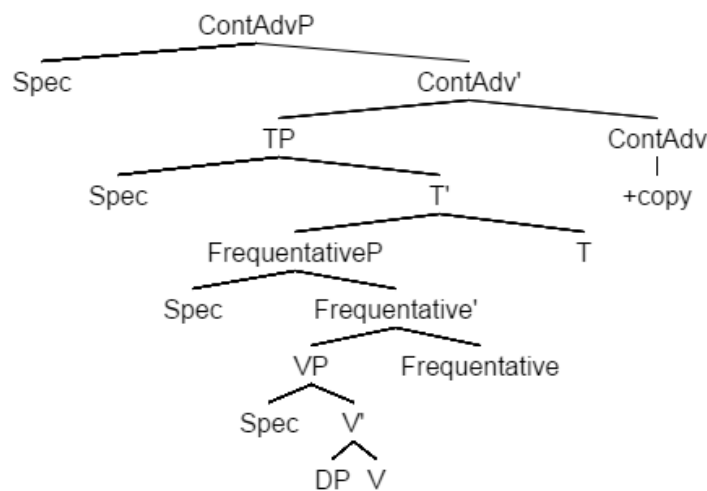 ContAdvP
Spec ContAdv'
TP ContAdv
Spec T' +copy
FrequentativeP T
Spec Frequentative'
VP Frequentative
Spec V'
DP V